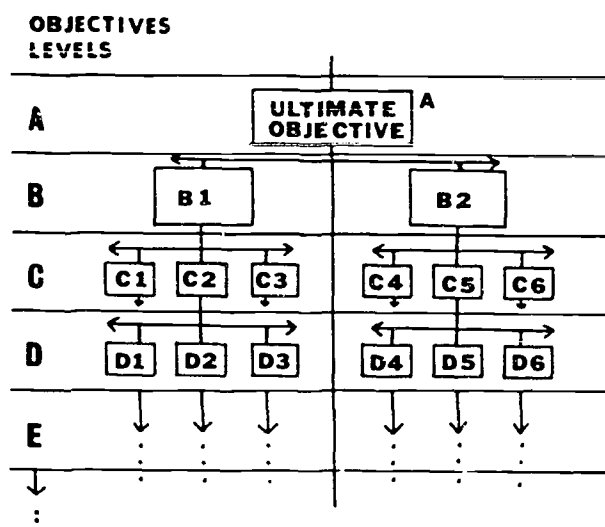 OBJECTIVES
LEVELS
A
ULTIMATE
OBJECTIVE
A
B
B1
B2
C
C1 C2 C3 C4 C5 C6
D
D1 D2 D3 D4 D5 D6
E